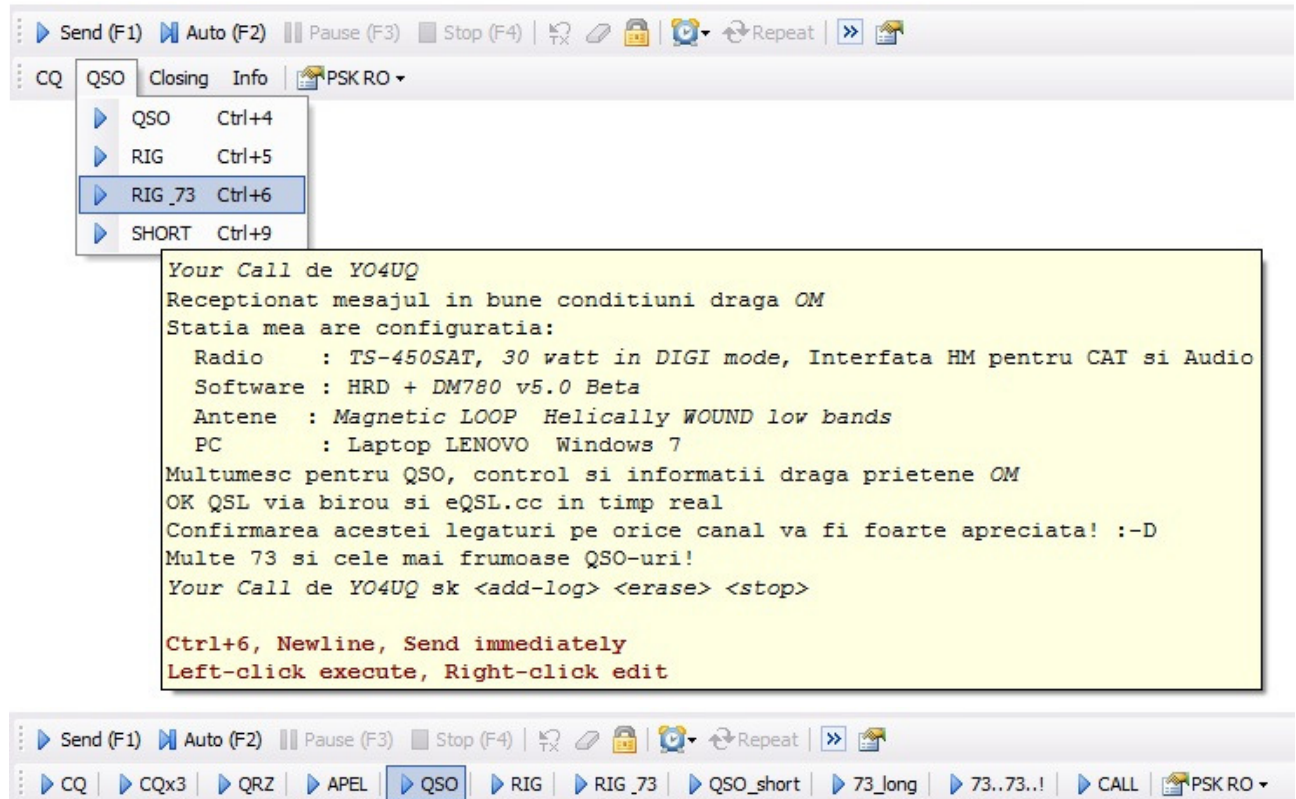 Send (F1) Auto (F2) Pause (F3) Stop (F4) TX Repeat
CQ QSO Closing Info PSK RO
QSO Ctrl+4
RIG Ctrl+5
RIG_73 Ctrl+6
SHORT Ctrl+9
Your Call de YO4UQ
Receptionat mesajul in bune conditiuni draga OM
Statia mea are configuratia:
Radio : TS-450SAT, 30 watt in DIGI mode, Interfata HM pentru CAT si Audio
Software : HRD + DM780 v5.0 Beta
Antene : Magnetic LOOP Helically WOUND low bands
PC : Laptop LENOVO Windows 7
Multumesc pentru QSO, control si informatii draga prietene OM
OK QSL via birou si eQSL.cc in timp real
Confirmarea acestei legaturi pe orice canal va fi foarte apreciata! :-D
Multe 73 si cele mai frumoase QSO-uri!
Your Call de YO4UQ sk <add-log> <erase> <stop>
Ctrl+6, Newline, Send immediately
Left-click execute, Right-click edit
Send (F1) Auto (F2) Pause (F3) Stop (F4) TX Repeat
CQ CQx3 QRZ APEL QSO RIG RIG_73 QSO_short 73_long 73..73..! CALL PSK RO